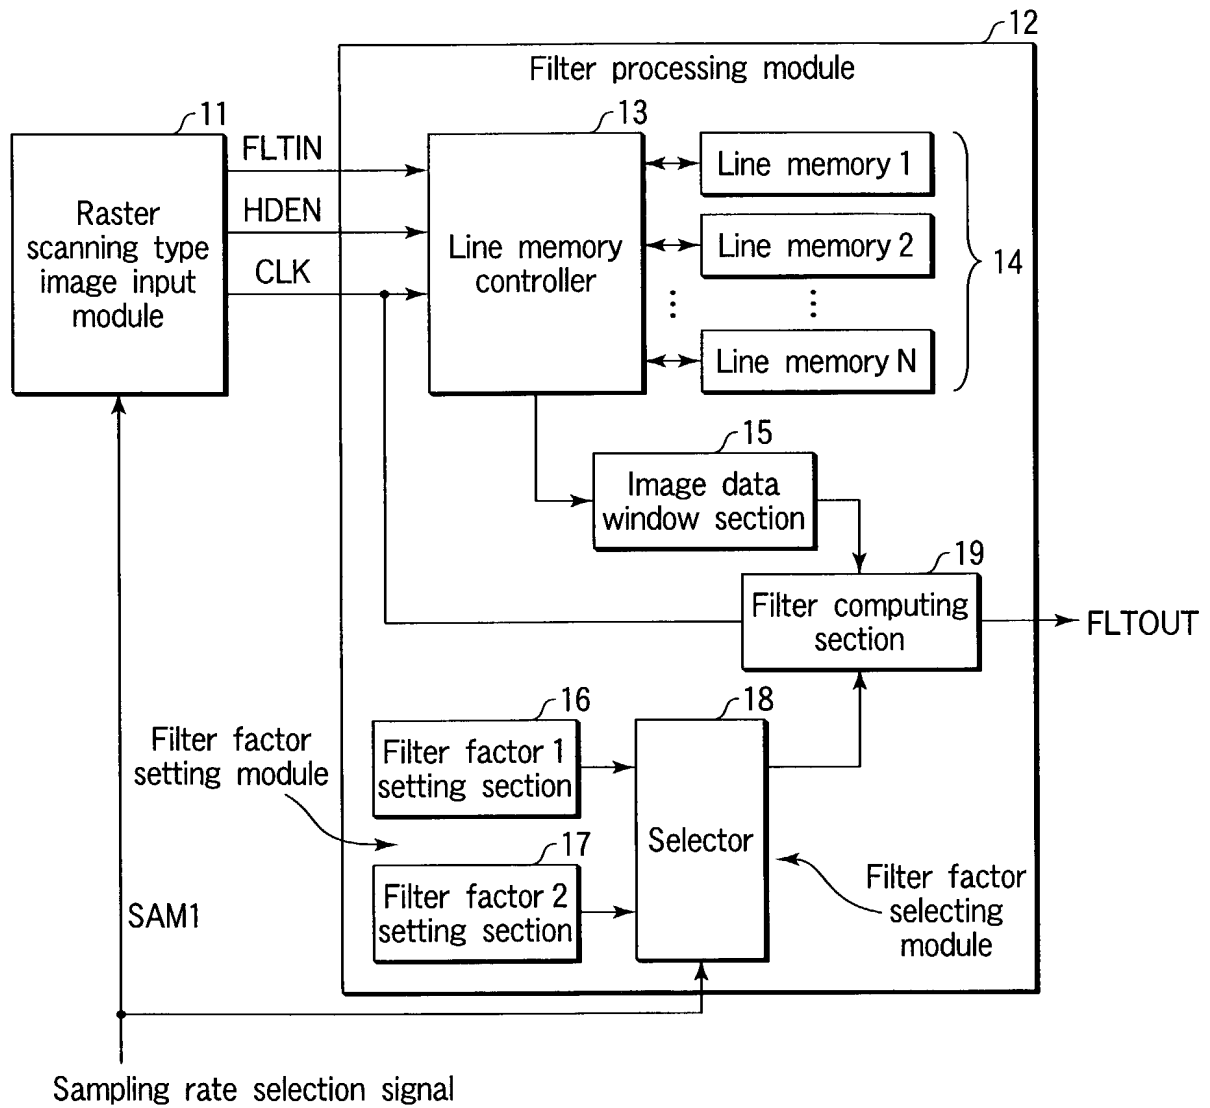 12
Filter processing module
11
13
FLTIN
HDEN
CLK
Raster
scanning type
image input
module
Line memory
controller
Line memory 1
Line memory 2
Line memory N
14
15
Image data
window section
19
Filter computing
section
FLTOUT
16
18
Filter factor
setting module
Filter factor 1
setting section
Selector
17
Filter factor 2
setting section
Filter factor
selecting
module
SAM1
Sampling rate selection signal